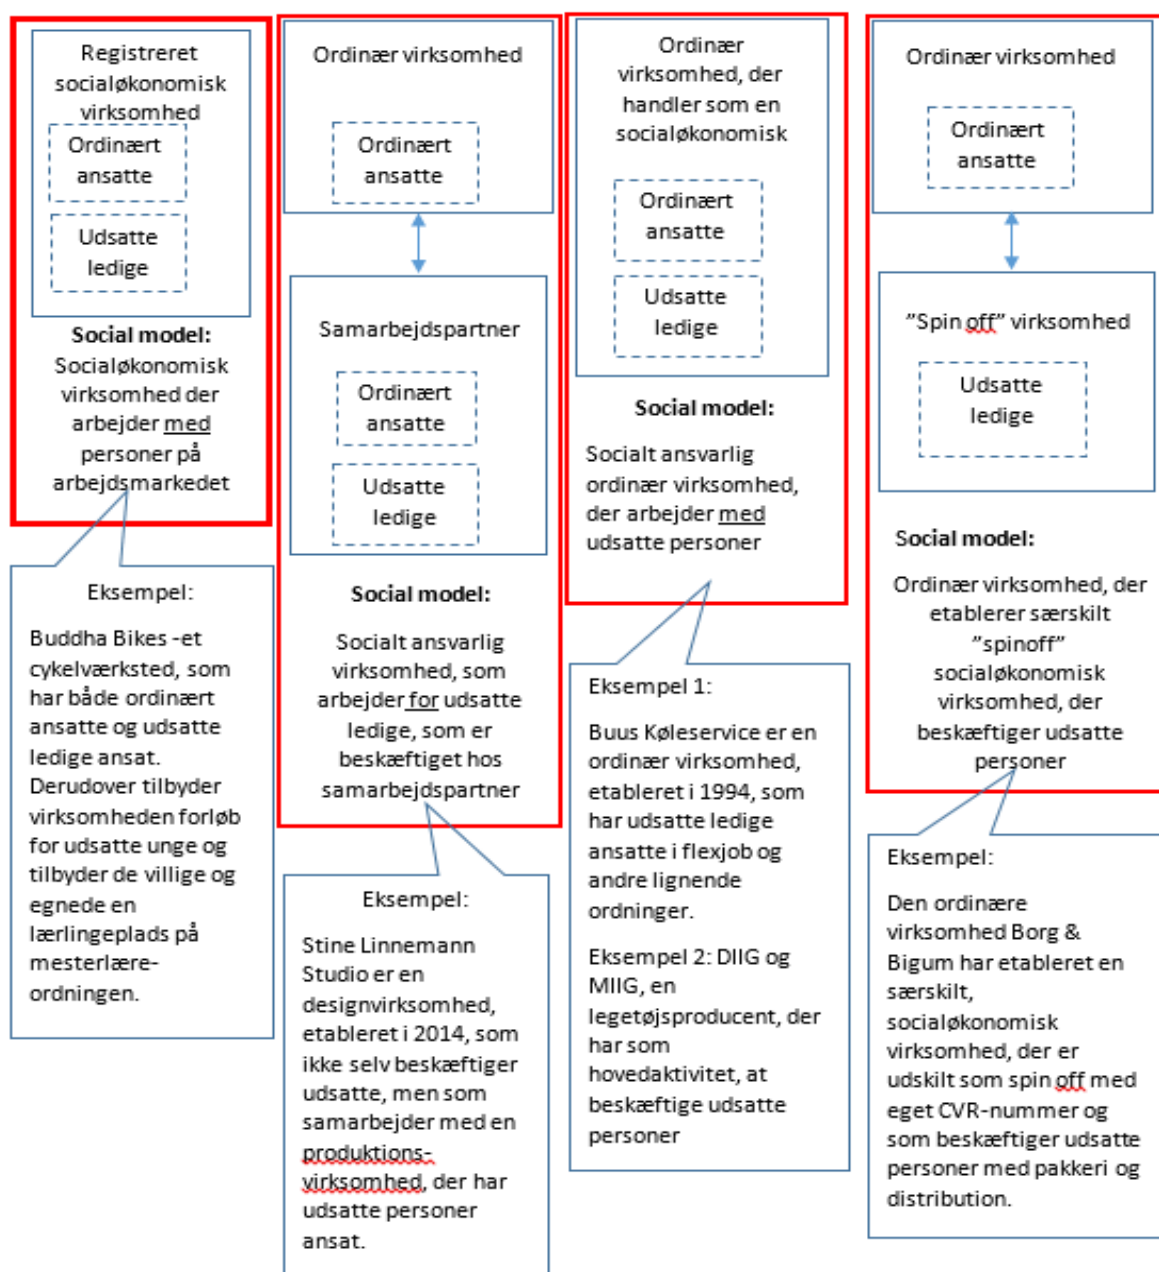 Registreret
socialøkonomisk
virksomhed
Ordinært
ansatte
Udsatte
ledige
Social model:
Socialøkonomisk
virksomhed der
arbejder med
personer på
arbejdsmarkedet
Eksempel:
Buddha Bikes -et
cykelværksted, som
har både ordinært
ansatte og udsatte
ledige ansat.
Derudover tilbyder
virksomheden forløb
for udsatte unge og
tilbyder de villige og
egnede en
lærlingeplads på
mesterlære-
ordningen.
Ordinær virksomhed
Ordinært
ansatte
Samarbejdspartner
Ordinært
ansatte
Udsatte
ledige
Social model:
Socialt ansvarlig
virksomhed, som
arbejder for udsatte
ledige, som er
beskæftiget hos
samarbejdspartner
Eksempel:
Stine Linnemann
Studio er en
designvirksomhed,
etableret i 2014, som
ikke selv beskæftiger
udsatte, men som
samarbejder med en
produktions-
virksomhed, der har
udsatte personer
ansat.
Ordinær
virksomhed, der
handler som en
socialøkonomisk
Ordinært
ansatte
Udsatte
ledige
Social model:
Socialt ansvarlig
ordinær virksomhed,
der arbejder med
udsatte personer
Eksempel 1:
Buus Køleservice er en
ordinær virksomhed,
etableret i 1994, som
har udsatte ledige
ansatte i flexjob og
andre lignende
ordninger.
Eksempel 2: DIIG og
MIIG, en
legetøjsproducent, der
har som
hovedaktivitet, at
beskæftige udsatte
personer
Ordinær virksomhed
Ordinært
ansatte
”Spin off” virksomhed
Udsatte
ledige
Social model:
Ordinær virksomhed, der
etablerer særskilt
”spinoff”
socialøkonomisk
virksomhed, der
beskæftiger udsatte
personer
Eksempel:
Den ordinære
virksomhed Borg &
Bigum har etableret en
særskilt,
socialøkonomisk
virksomhed, der er
udskilt som spin off med
eget CVR-nummer og
som beskæftiger udsatte
personer med pakkeri og
distribution.